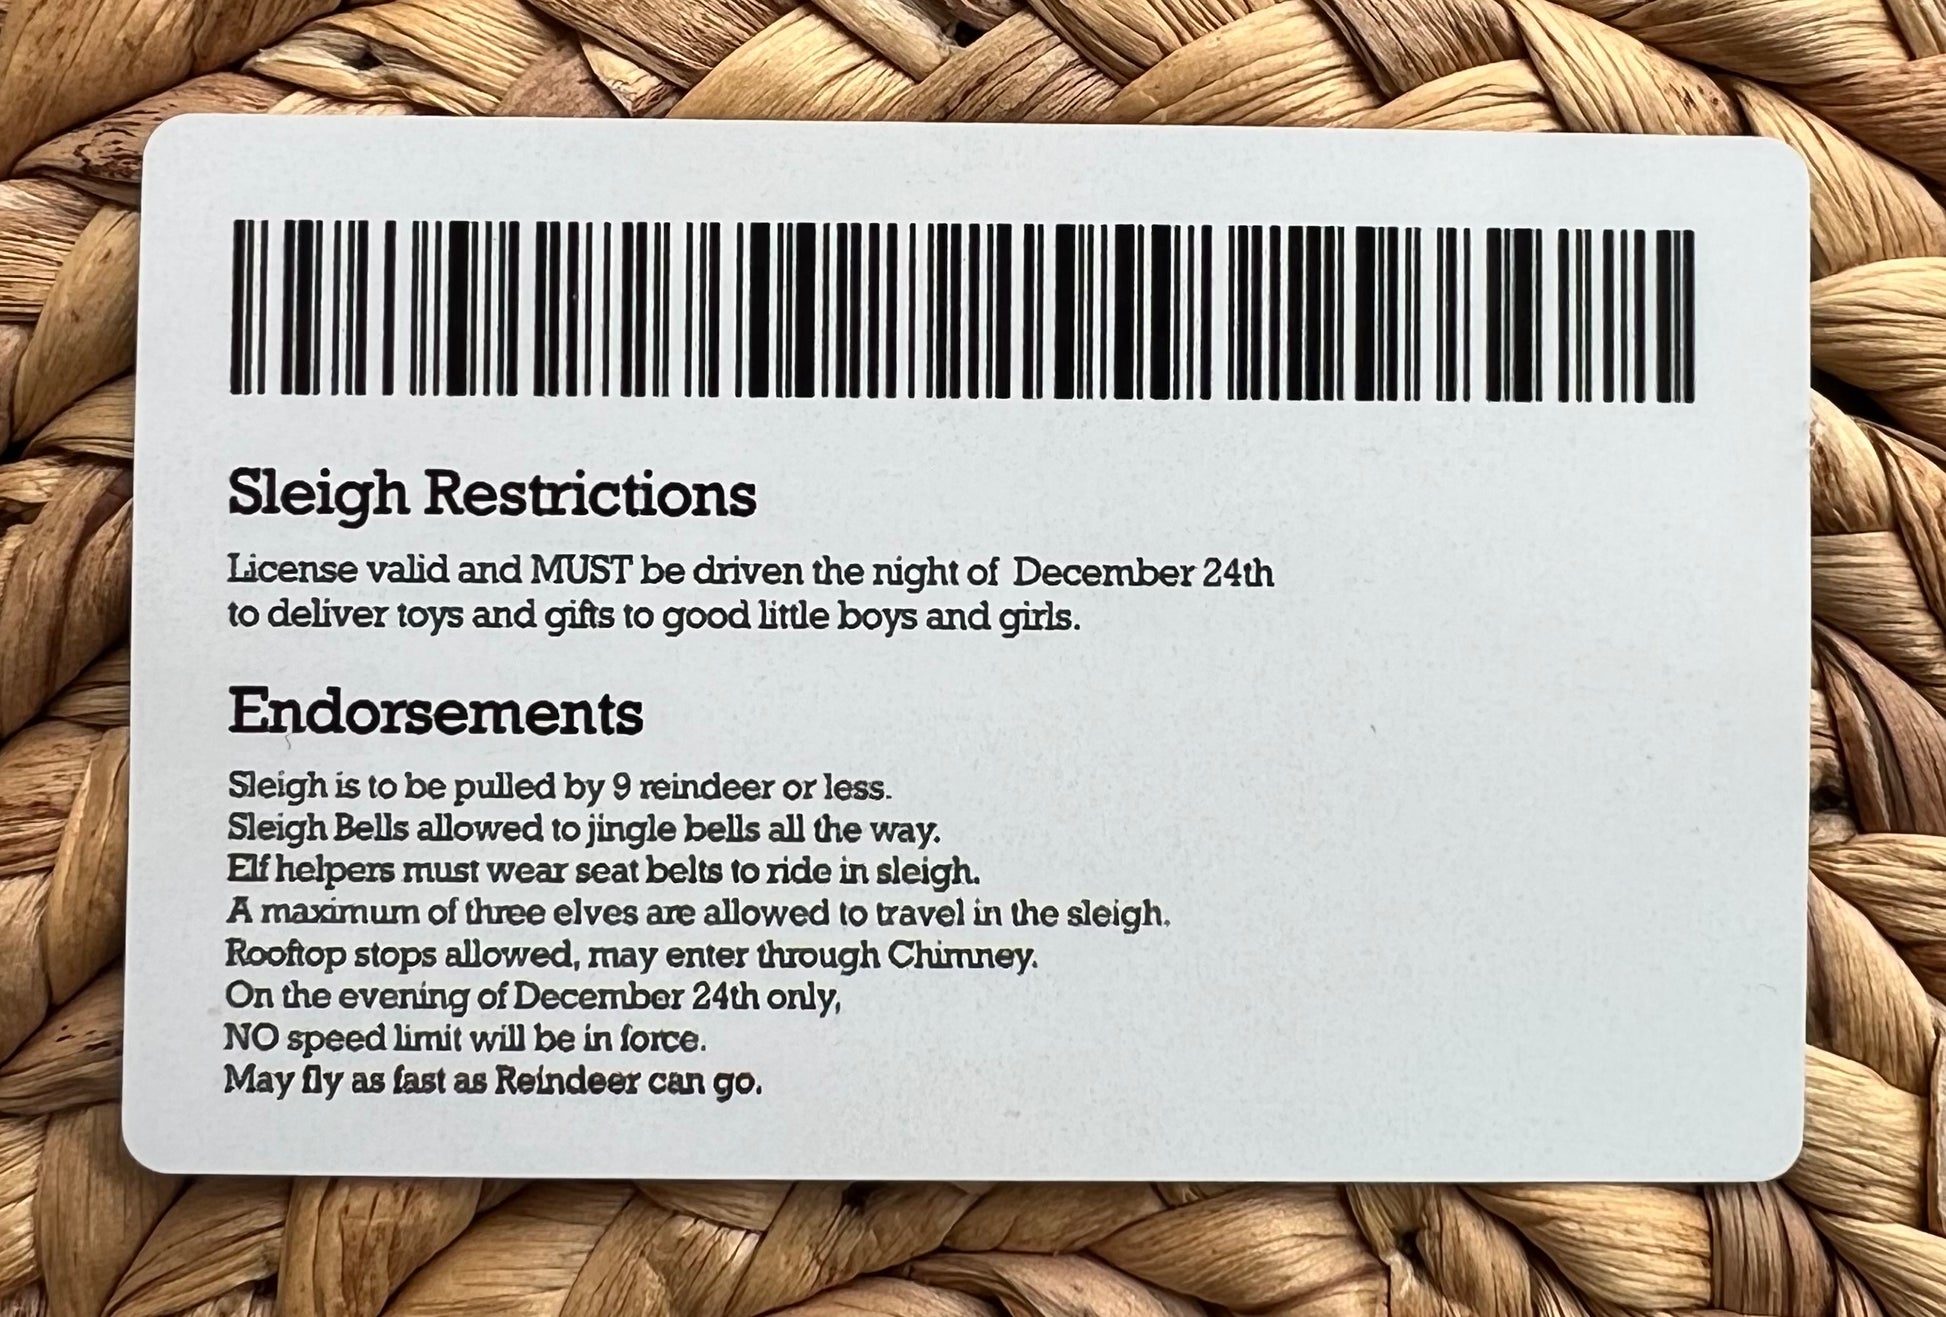 Sleigh Restrictions
License valid and MUST be driven the night of December 24th
to deliver toys and gifts to good little boys and girls.
Endorsements
Sleigh is to be pulled by 9 reindeer or less.
Sleigh Bells allowed to jingle bells all the way.
Elf helpers must wear seat belts to ride in sleigh.
A maximum of three elves are allowed to travel in the sleigh.
Rooftop stops allowed, may enter through Chimney.
On the evening of December 24th only,
NO speed limit will be in force.
May fly as fast as Reindeer can go.